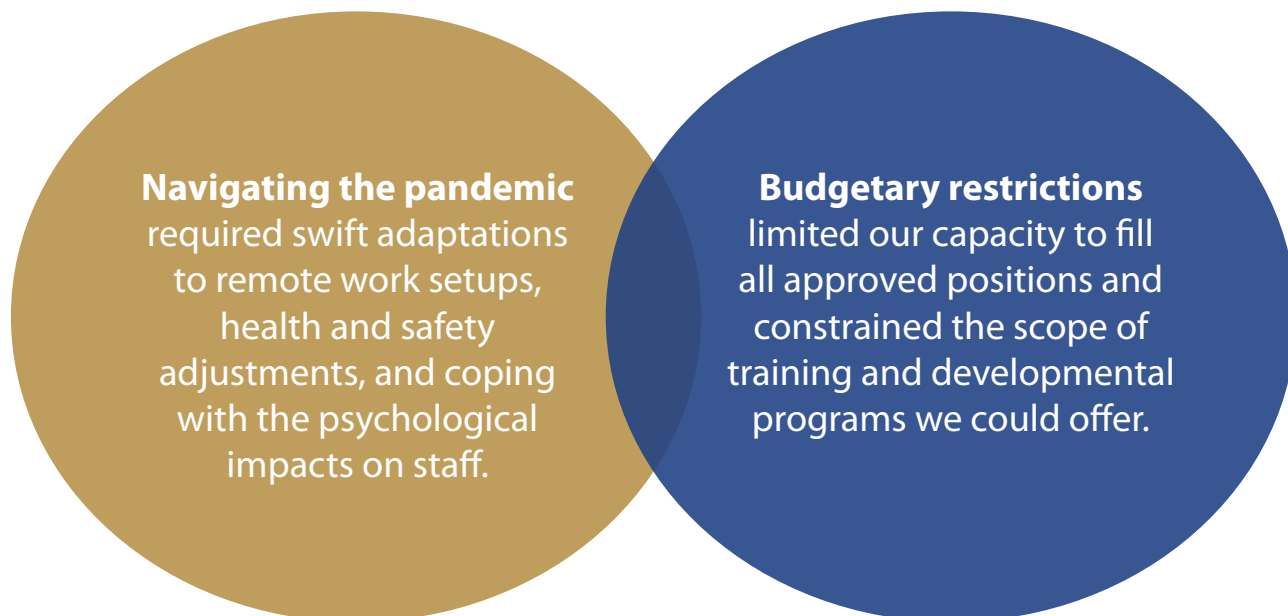 Navigating the pandemic
required swift adaptations
to remote work setups,
health and safety
adjustments, and coping
with the psychological
impacts on staff.
Budgetary restrictions
limited our capacity to fill
all approved positions and
constrained the scope of
training and developmental
programs we could offer.